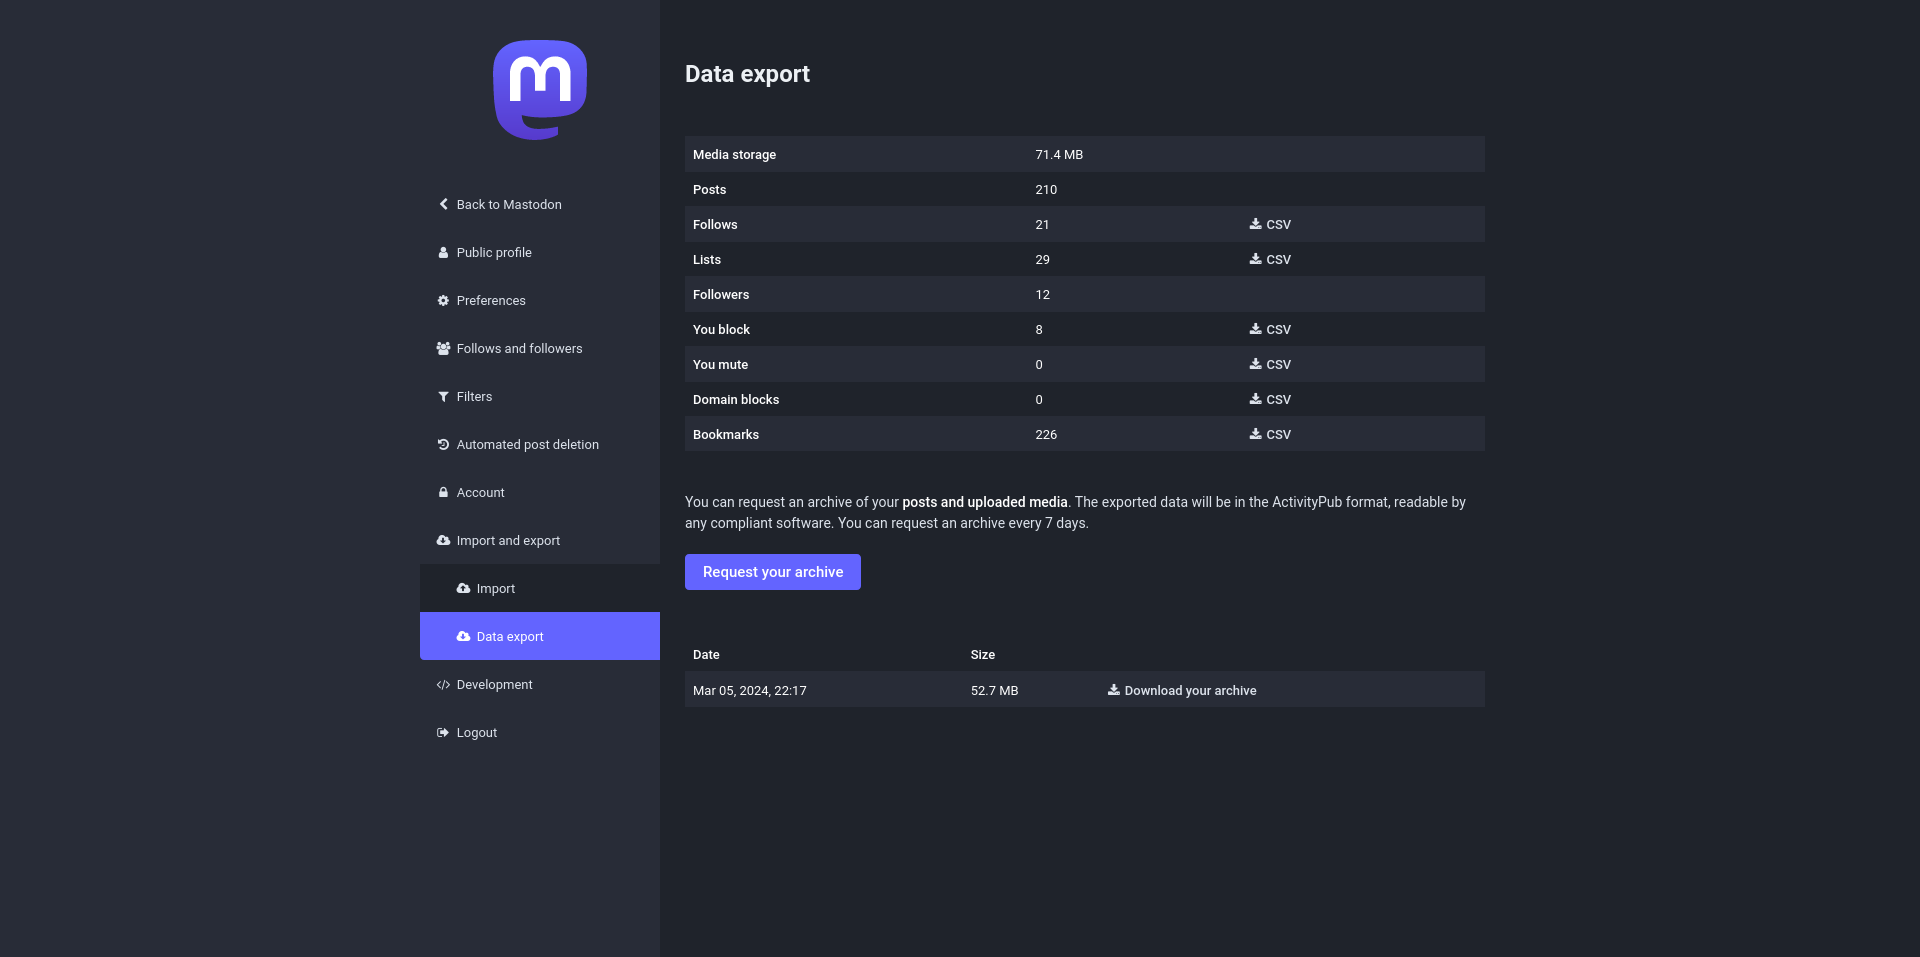 Back to Mastodon
Public profile
Preferences
Follows and followers
Filters
Automated post deletion
Account
Import and export
Import
Data export
Development
Logout
Data export
Media storage 71.4 MB
Posts 210
Follows 21 CSV
Lists 29 CSV
Followers 12
You block 8 CSV
You mute 0 CSV
Domain blocks 0 CSV
Bookmarks 226 CSV
You can request an archive of your posts and uploaded media. The exported data will be in the ActivityPub format, readable by
any compliant software. You can request an archive every 7 days.
Request your archive
Date Size
Mar 05, 2024, 22:17 52.7 MB Download your archive